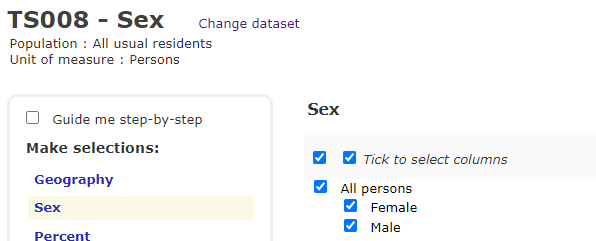 TS008 - Sex Change dataset
Population : All usual residents
Unit of measure : Persons
Guide me step-by-step
Make selections:
Geography
Sex
Percent
Sex
Tick to select columns
All persons
Female
Male